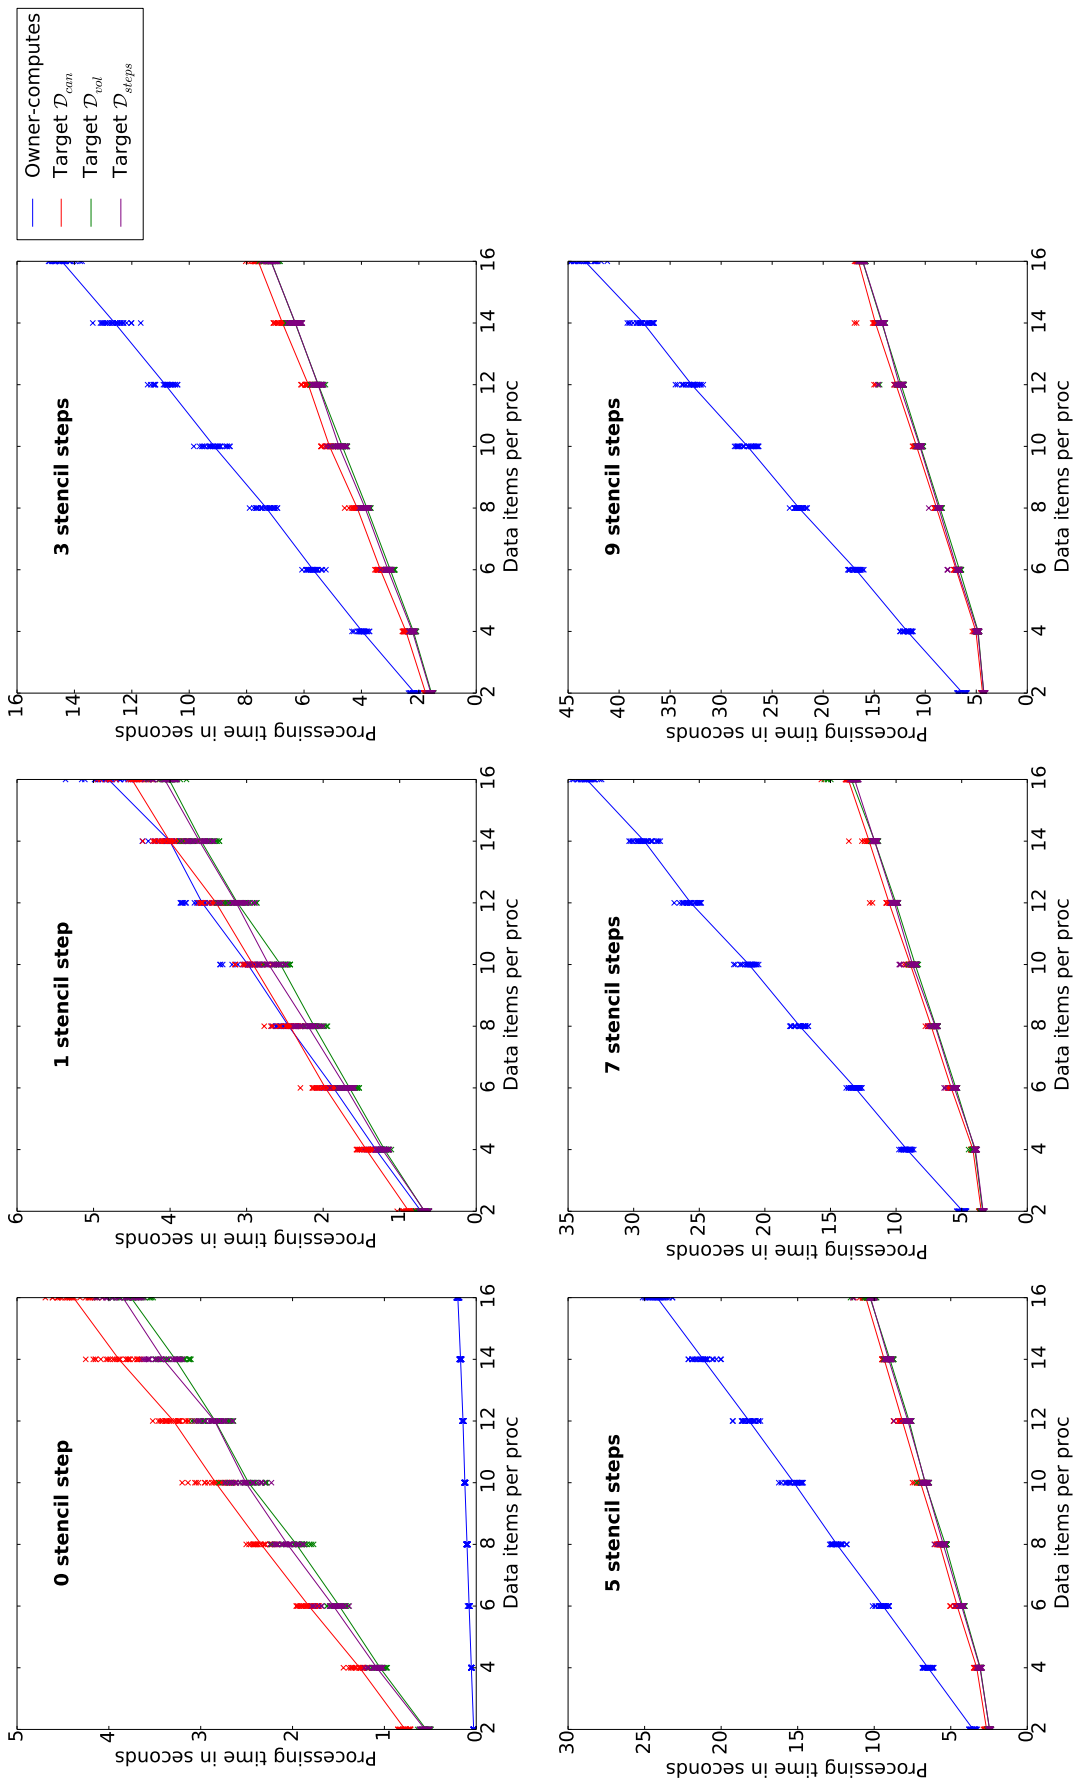 0 stencil step
Processing time in seconds
5
4
3
2
1
0
2 4 6 8 10 12 14 16
Data items per proc
1 stencil step
Processing time in seconds
6
5
4
3
2
1
0
2 4 6 8 10 12 14 16
Data items per proc
3 stencil steps
Processing time in seconds
16
14
12
10
8
6
4
2
0
2 4 6 8 10 12 14 16
Data items per proc
Owner-computes
Target 𝒟can
Target 𝒟vol
Target 𝒟steps
5 stencil steps
Processing time in seconds
30
25
20
15
10
5
0
2 4 6 8 10 12 14 16
Data items per proc
7 stencil steps
Processing time in seconds
35
30
25
20
15
10
5
0
2 4 6 8 10 12 14 16
Data items per proc
9 stencil steps
Processing time in seconds
45
40
35
30
25
20
15
10
5
0
2 4 6 8 10 12 14 16
Data items per proc